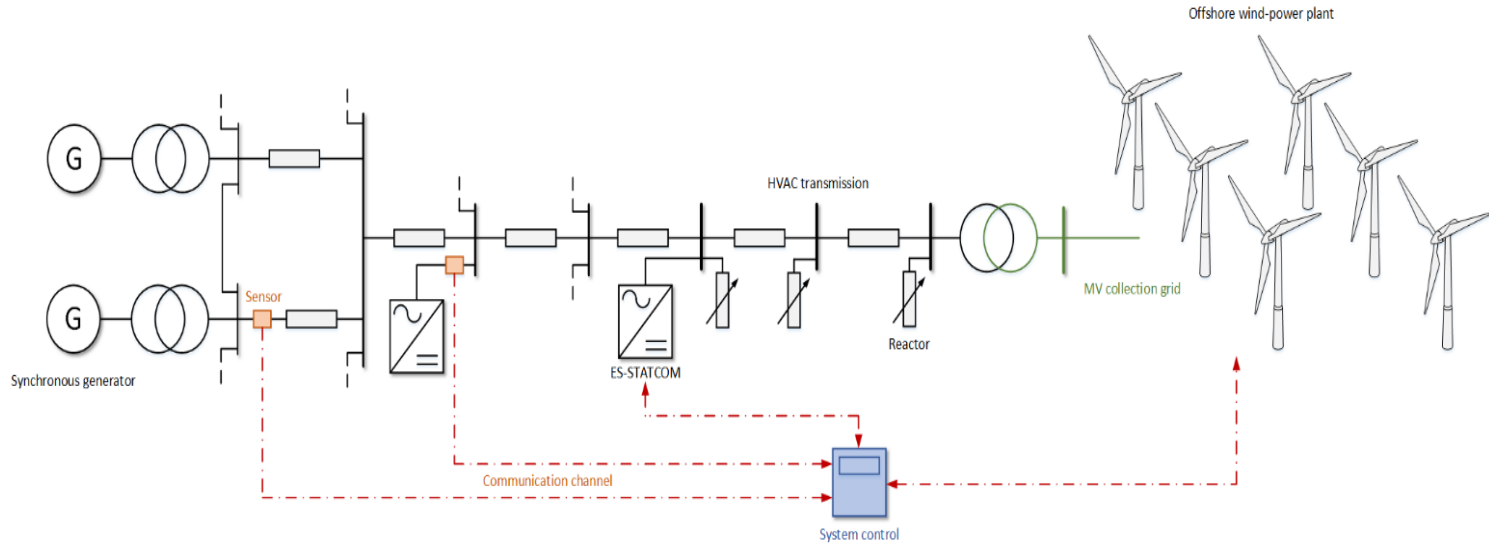 Offshore wind-power plant
G
HVAC transmission
Sensor
MV collection grid
G
Reactor
Synchronous generator
ES-STATCOM
Communication channel
System control